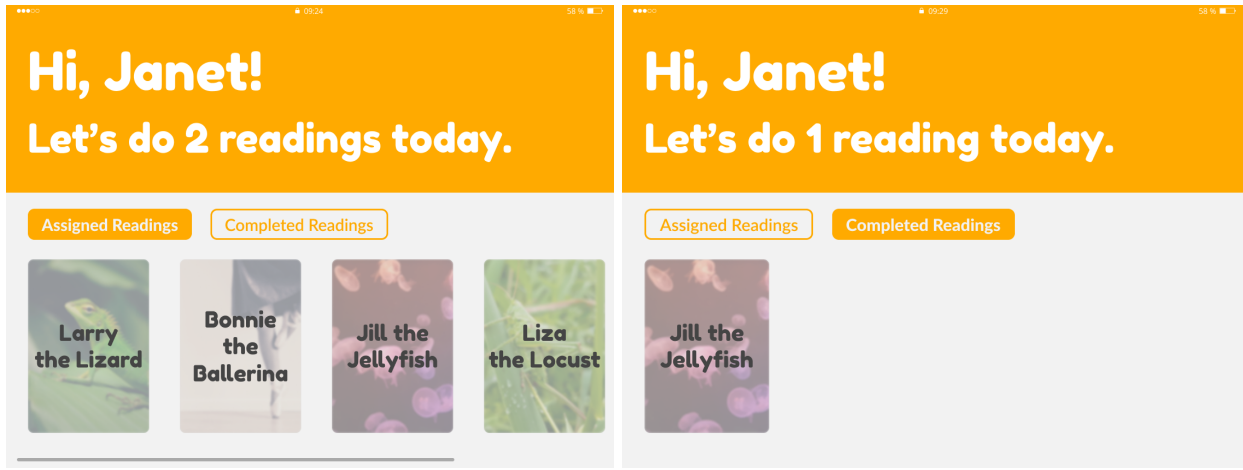 09:24
58 %
Hi, Janet!
Let's do 2 readings today.
Assigned Readings
Completed Readings
Larry
the Lizard
Bonnie
the
Ballerina
Jill the
Jellyfish
Liza
the Locust
09:29
58 %
Hi, Janet!
Let's do 1 reading today.
Assigned Readings
Completed Readings
Jill the
Jellyfish